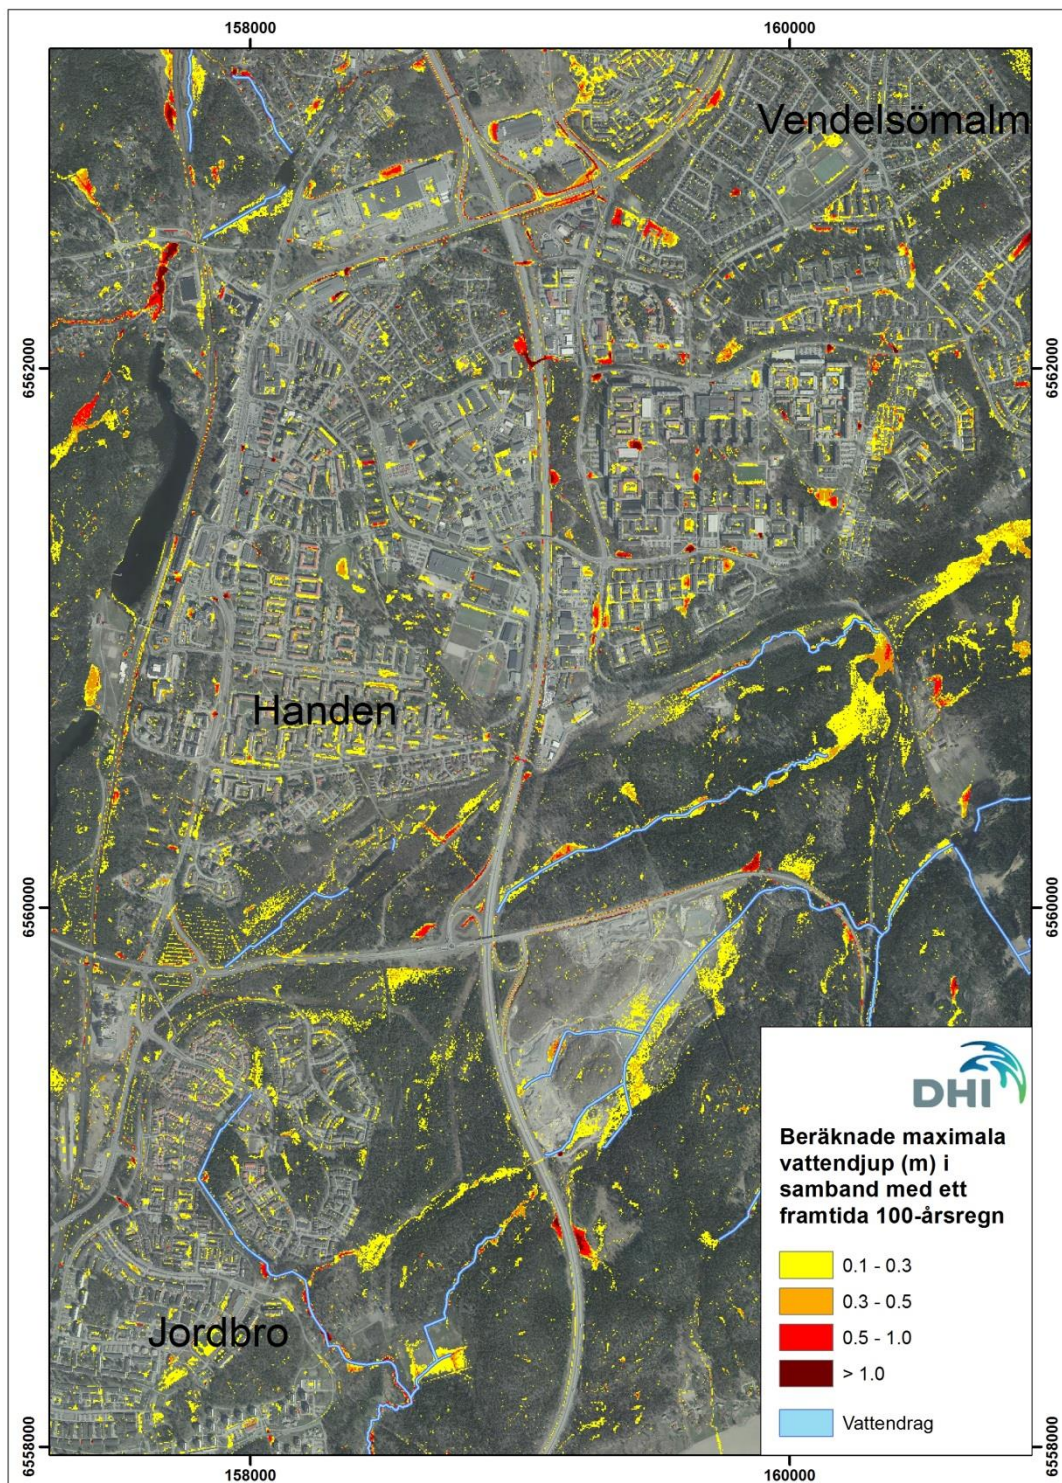 158000 160000
Vendelsömalm
6562000 6562000
Handen
6560000 6560000
DHI
Beräknade maximala
vattendjup (m) i
samband med ett
framtida 100-årsregn
0.1 - 0.3
0.3 - 0.5
0.5 - 1.0
> 1.0
Vattendrag
Jordbro
6558000 6558000
158000 160000